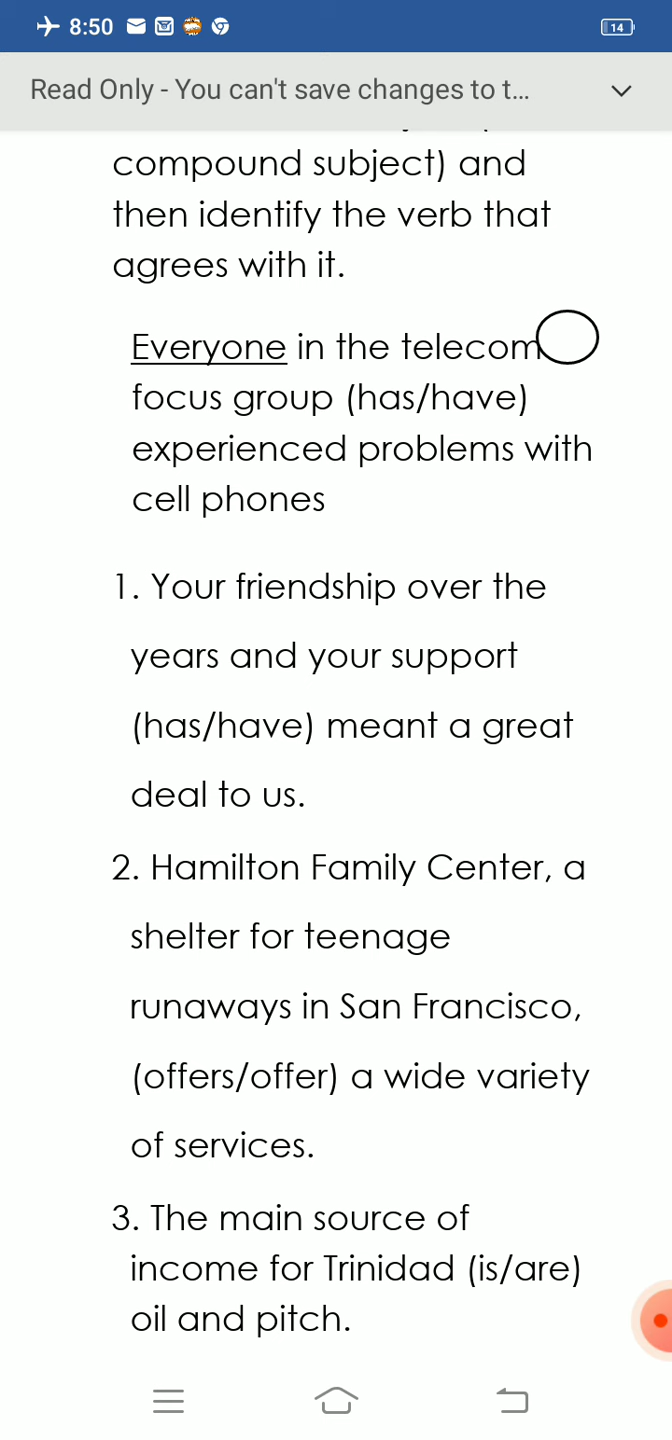 8:50
14
Read Only - You can't save changes to t...
compound subject) and
then identify the verb that
agrees with it.
Everyone in the telecom
focus group (has/have)
experienced problems with
cell phones
1. Your friendship over the
years and your support
(has/have) meant a great
deal to us.
2. Hamilton Family Center, a
shelter for teenage
runaways in San Francisco,
(offers/offer) a wide variety
of services.
3. The main source of
income for Trinidad (is/are)
oil and pitch.